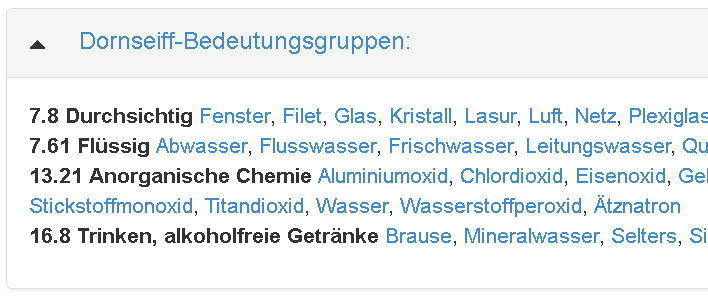 Dornseiff-Bedeutungsgruppen:
7.8 Durchsichtig Fenster, Filet, Glas, Kristall, Lasur, Luft, Netz, Plexiglas
7.61 Flüssig Abwasser, Flusswasser, Frischwasser, Leitungswasser, Qu
13.21 Anorganische Chemie Aluminiumoxid, Chlordioxid, Eisenoxid, Gel
Stickstoffmonoxid, Titandioxid, Wasser, Wasserstoffperoxid, Ätznatron
16.8 Trinken, alkoholfreie Getränke Brause, Mineralwasser, Selters, Si